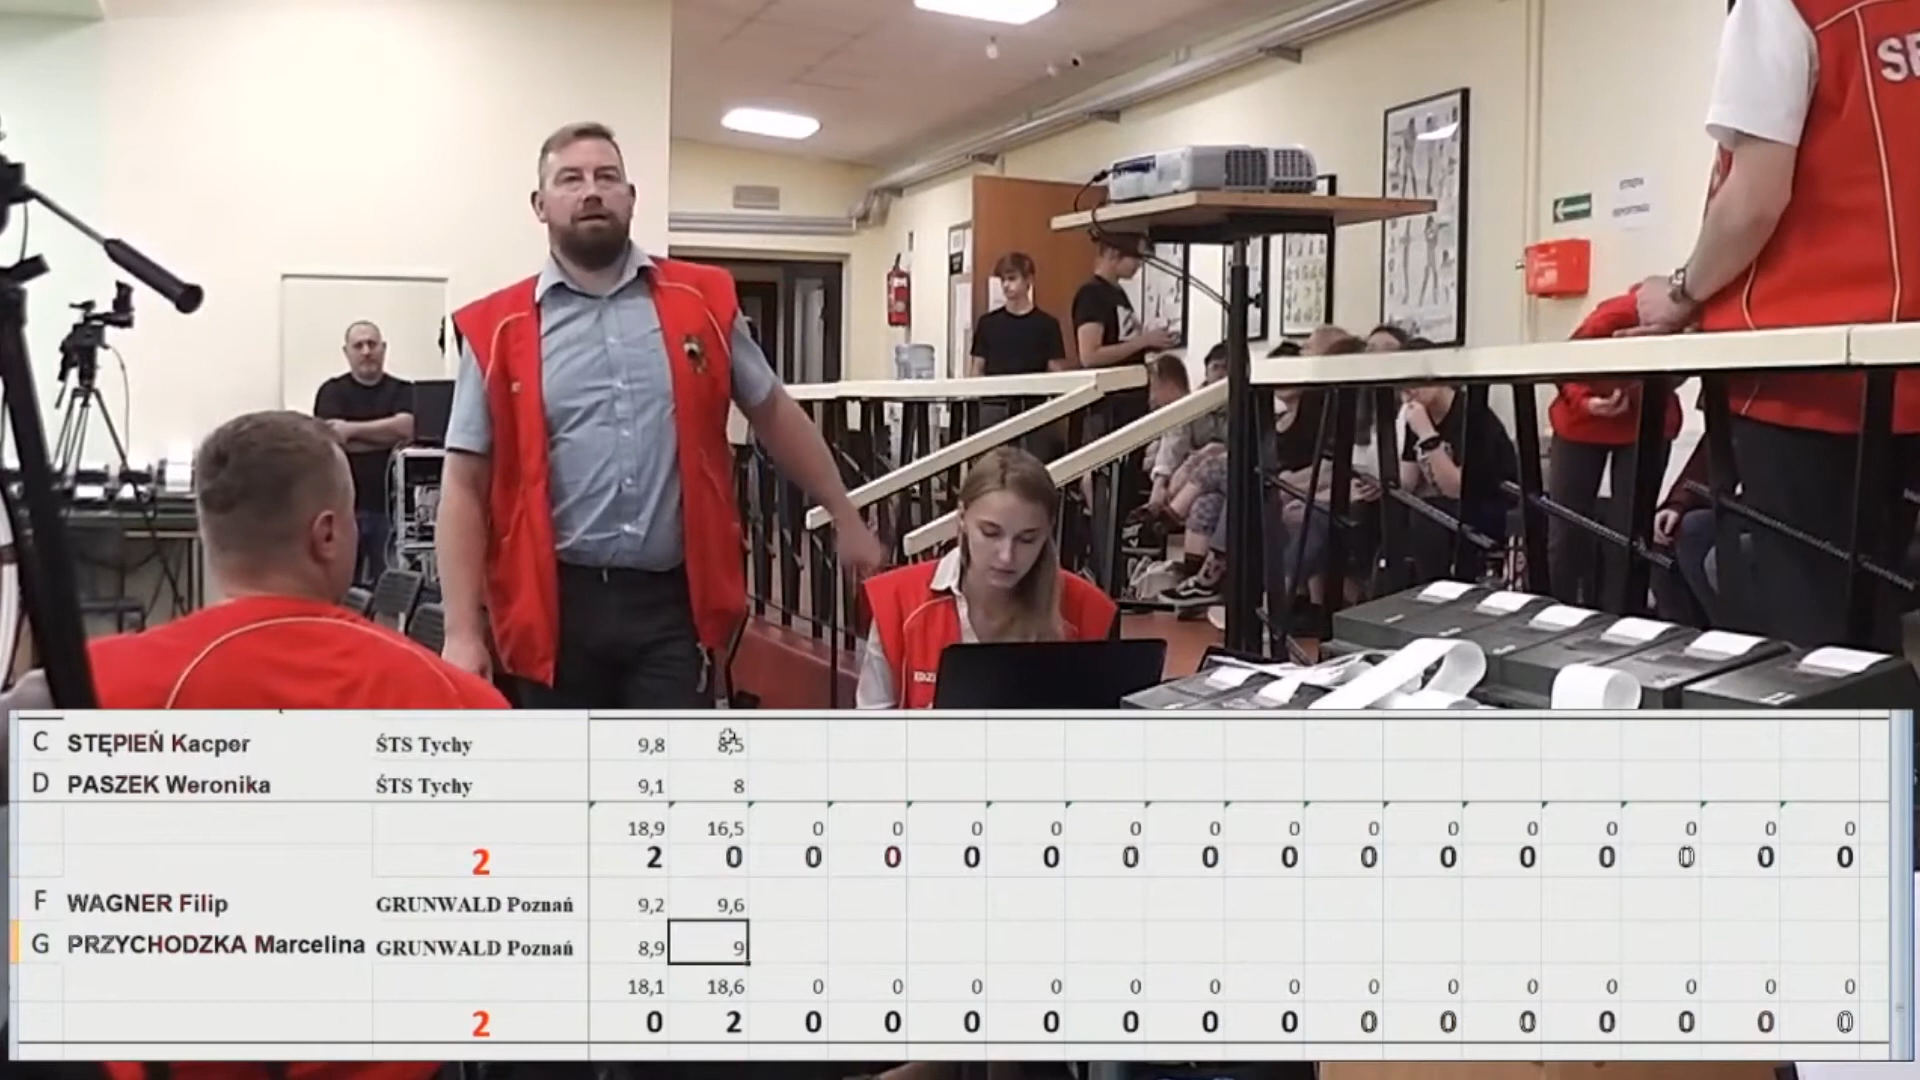 SE
C STĘPIEŃ Kacper ŚTS Tychy 9,8 8,5
D PASZEK Weronika ŚTS Tychy 9,1 8
18,9 16,5 0 0 0 0 0 0 0 0 0 0 0 0 0 0
2 2 0 0 0 0 0 0 0 0 0 0 0 0 0 0 0
F WAGNER Filip GRUNWALD Poznań 9,2 9,6
G PRZYCHODZKA Marcelina GRUNWALD Poznań 8,9 9
18,1 18,6 0 0 0 0 0 0 0 0 0 0 0 0 0 0
2 0 2 0 0 0 0 0 0 0 0 0 0 0 0 0 0